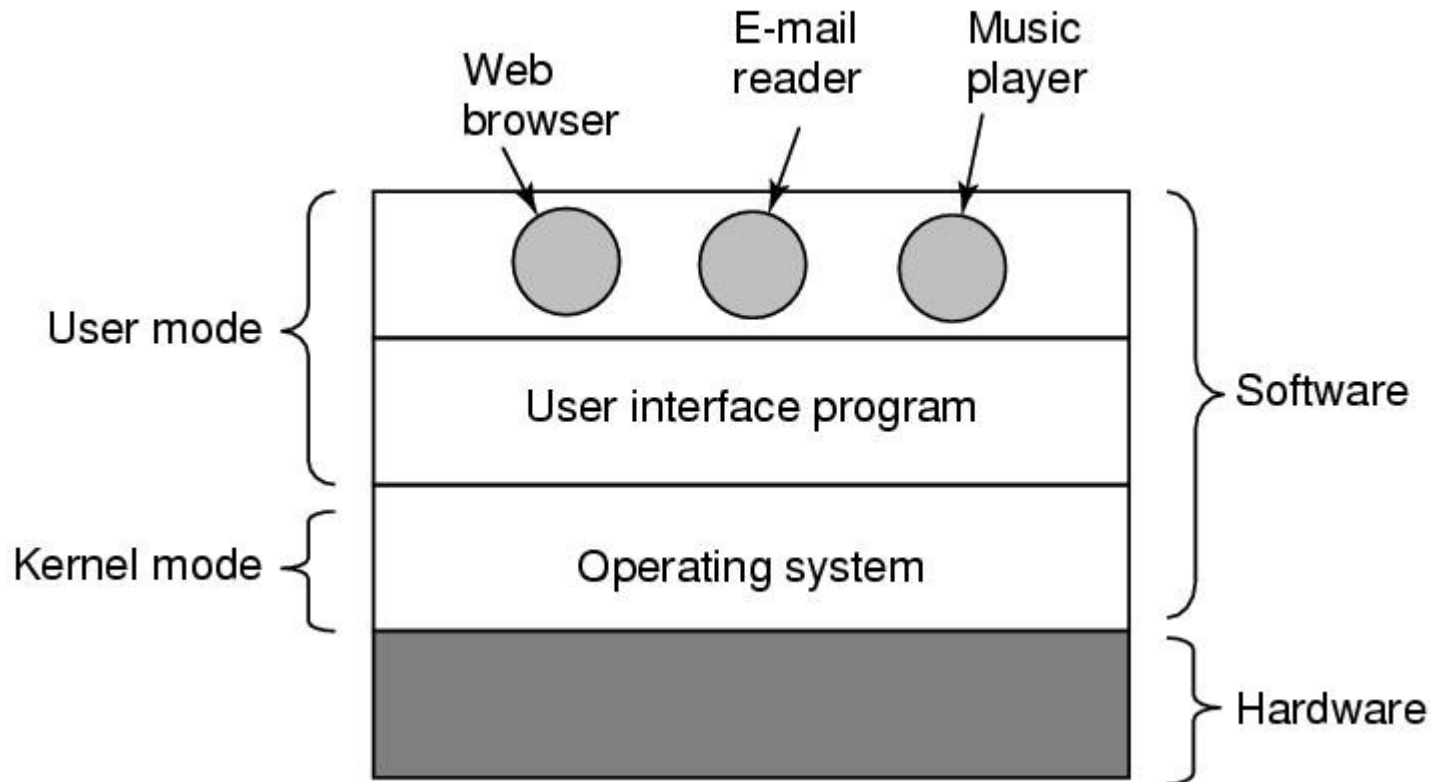 Web
browser
E-mail
reader
Music
player
User mode
User interface program
Software
Kernel mode
Operating system
Hardware